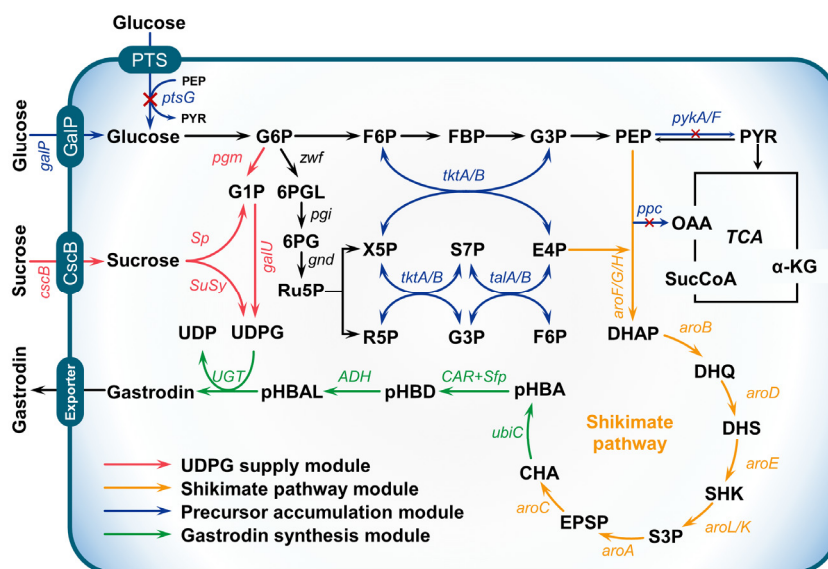 Glucose
PTS
PEP
ptsG
PYR
Glucose
galP
GalP
Glucose
G6P
F6P
FBP
G3P
PEP
pykA/F
PYR
pgm
zwf
G1P
6PGL
tktA/B
pgi
ppc
OAA
TCA
Sucrose
cscB
CscB
Sucrose
Sp
SuSy
galU
6PG
gnd
Ru5P
X5P
S7P
E4P
aroF/G/H
SucCoA
α-KG
tktA/B
talA/B
UDP
UDPG
R5P
G3P
F6P
DHAP
aroB
DHQ
Gastrodin
Exporter
Gastrodin
UGT
pHBAL
ADH
pHBD
CAR+Sfp
pHBA
aroD
Shikimate
pathway
DHS
ubiC
aroE
CHA
SHK
aroC
EPSP
aroL/K
aroA
S3P
UDPG supply module
Shikimate pathway module
Precursor accumulation module
Gastrodin synthesis module